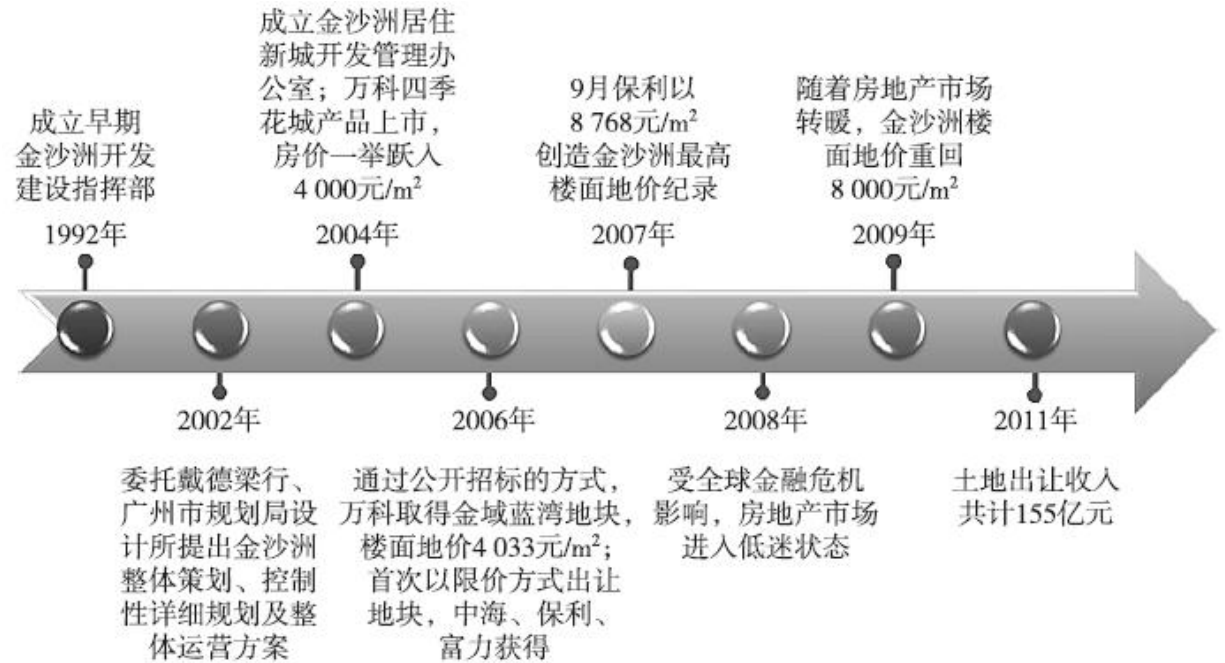 成立早期
金沙洲开发
建设指挥部
1992年
成立金沙洲居住
新城开发管理办
公室；万科四季
花城产品上市，
房价一举跃入
4 000元/m²
2004年
9月保利以
8 768元/m²
创造金沙洲最高
楼面地价纪录
2007年
随着房地产市场
转暖，金沙洲楼
面地价重回
8 000元/m²
2009年
2002年
委托戴德梁行、
广州市规划局设
计所提出金沙洲
整体策划、控制
性详细规划及整
体运营方案
2006年
通过公开招标的方式，
万科取得金域蓝湾地块，
楼面地价4 033元/m²；
首次以限价方式出让
地块，中海、保利、
富力获得
2008年
受全球金融危机
影响，房地产市场
进入低迷状态
2011年
土地出让收入
共计155亿元